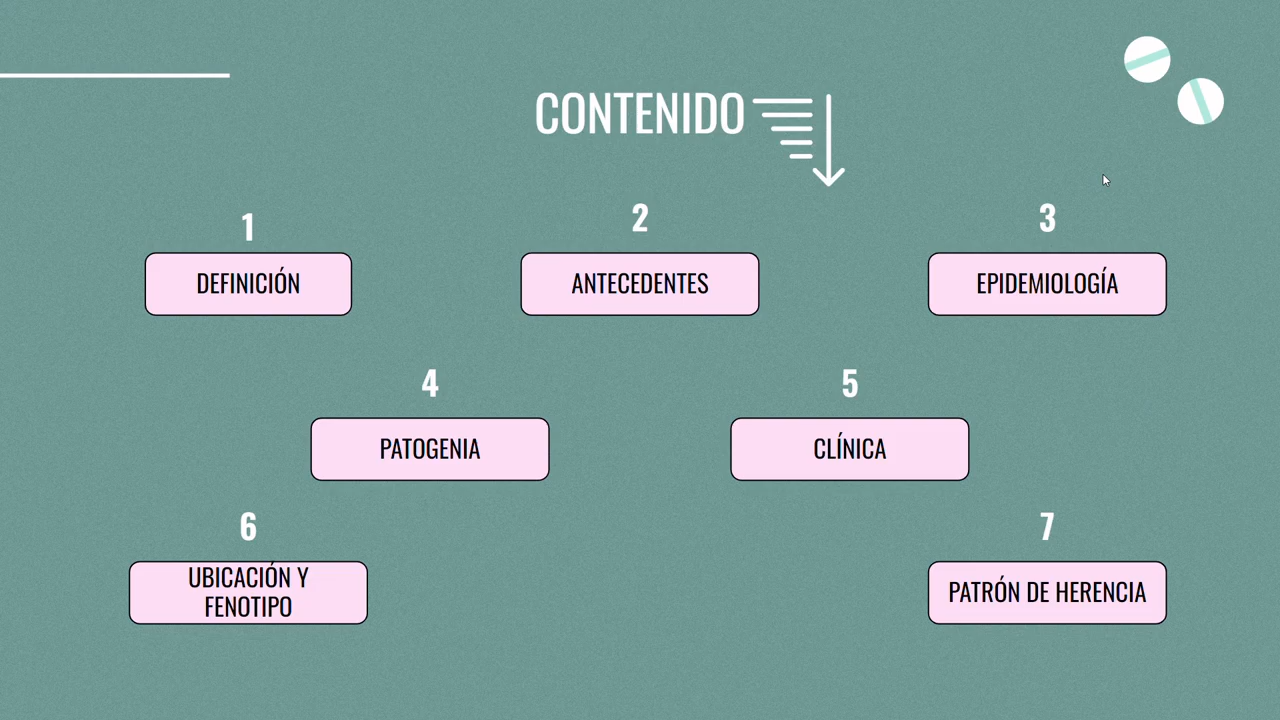 CONTENIDO
1
DEFINICIÓN
2
ANTECEDENTES
3
EPIDEMIOLOGÍA
4
PATOGENIA
5
CLÍNICA
6
UBICACIÓN Y
FENOTIPO
7
PATRÓN DE HERENCIA